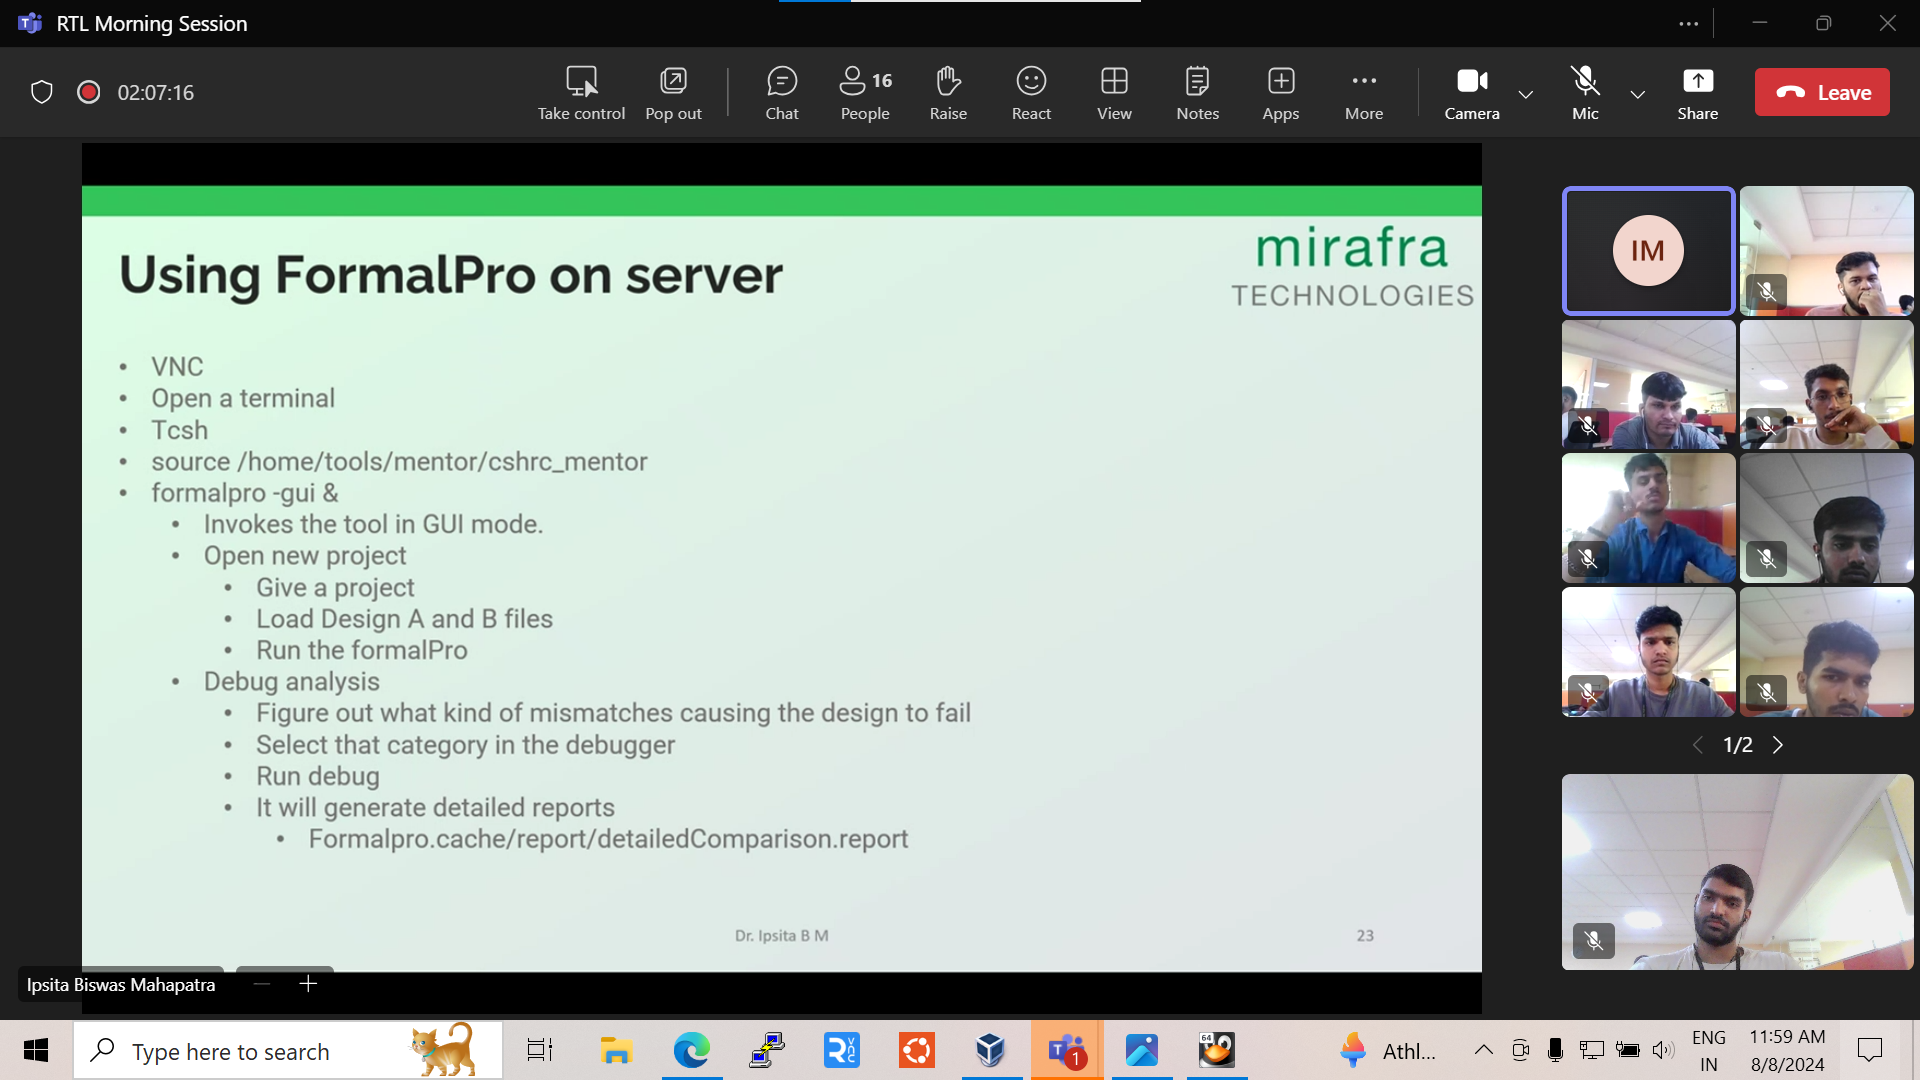 RTL Morning Session
02:07:16
Take control
Pop out
Chat
16
People
Raise
React
View
Notes
Apps
More
Camera
Mic
Share
Leave
Using FormalPro on server
mirafra
TECHNOLOGIES
• VNC
• Open a terminal
• Tcsh
• source /home/tools/mentor/cshrc_mentor
• formalpro -gui &
• Invokes the tool in GUI mode.
• Open new project
• Give a project
• Load Design A and B files
• Run the formalPro
• Debug analysis
• Figure out what kind of mismatches causing the design to fail
• Select that category in the debugger
• Run debug
• It will generate detailed reports
• Formalpro.cache/report/detailedComparison.report
Dr. Ipsita B M
23
IM
1/2
Ipsita Biswas Mahapatra
Type here to search
1
64
Athl...
ENG
IN
11:59 AM
8/8/2024